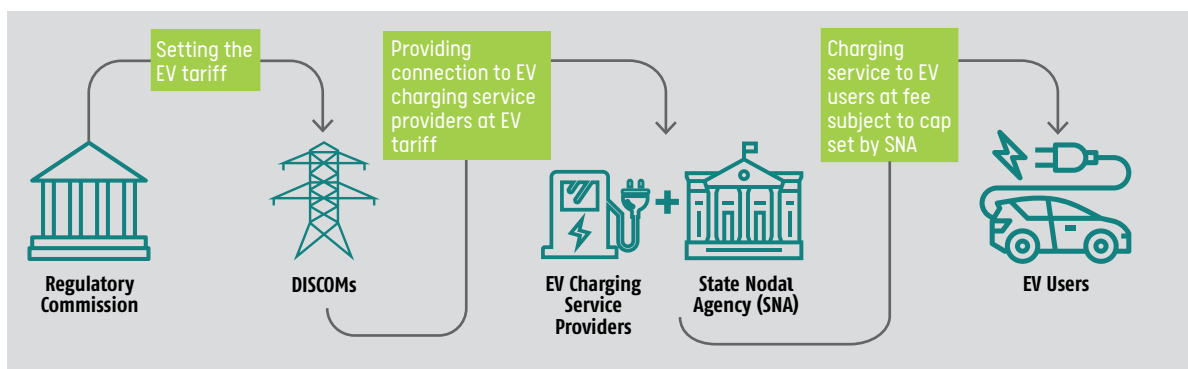 Setting the
EV tariff
Providing
connection to EV
charging service
providers at EV
tariff
Charging
service to EV
users at fee
subject to cap
set by SNA
Regulatory
Commission
DISCOMs
EV Charging
Service
Providers
State Nodal
Agency (SNA)
EV Users